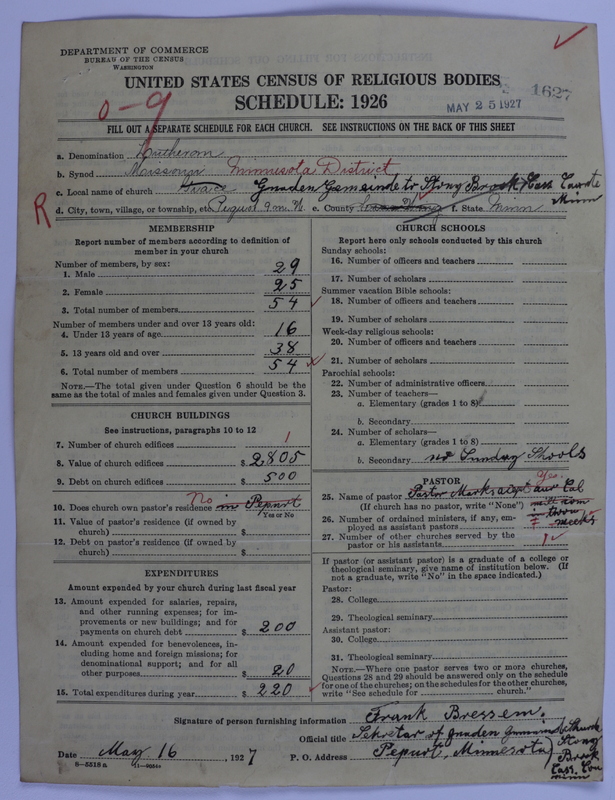 DEPARTMENT OF COMMERCE
BUREAU OF THE CENSUS
WASHINGTON
UNITED STATES CENSUS OF RELIGIOUS BODIES
SCHEDULE: 1926
MAY 25 1927
1627
0-9
FILL OUT A SEPARATE SCHEDULE FOR EACH CHURCH. SEE INSTRUCTIONS ON THE BACK OF THIS SHEET
a. Denomination Lutheran
b. Synod Missouri Minnesota District
c. Local name of church Grace Gnaden Gemeinde to Stony Brook Cass
Minn
R
d. City, town, village, or township, etc. Pequot e. County f. State Minn
MEMBERSHIP
Report number of members according to definition of
member in your church
Number of members, by sex:
1. Male 29
2. Female 25
3. Total number of members 54
Number of members under and over 13 years old:
4. Under 13 years of age 16
5. 13 years old and over 38
6. Total number of members 54
NOTE.—The total given under Question 6 should be
same as the total of males and females given under Question 3.
CHURCH BUILDINGS
See instructions, paragraphs 10 to 12
7. Number of church edifices 1
8. Value of church edifices $ 2805
9. Debt on church edifices $ 500
10. Does church own pastor's residence no in Pequot
Yes or No
11. Value of pastor's residence (if owned by
church) $
12. Debt on pastor's residence (if owned by
church) $
EXPENDITURES
Amount expended by your church during last fiscal year
13. Amount expended for salaries, repairs,
and other running expenses; for im-
provements or new buildings; and for
payments on church debt $ 200
14. Amount expended for benevolences, in-
cluding home and foreign missions; for
denominational support; and for all
other purposes $ 20
15. Total expenditures during year $ 220
CHURCH SCHOOLS
Report here only schools conducted by this church
Sunday schools:
16. Number of officers and teachers
17. Number of scholars
Summer vacation Bible schools:
18. Number of officers and teachers
19. Number of scholars
Week-day religious schools:
20. Number of officers and teachers
21. Number of scholars
Parochial schools:
22. Number of administrative officers
23. Number of teachers—
a. Elementary (grades 1 to 8)
b. Secondary
24. Number of scholars—
a. Elementary (grades 1 to 8)
b. Secondary no Sunday Shools
PASTOR
yes
25. Name of pastor Pastor
(If church has no pastor, write "None")
26. Number of ordained ministers, if any, em-
ployed as assistant pastors weeks
27. Number of other churches served by the
pastor or his assistants 1
If pastor (or assistant pastor) is a graduate of a college or
theological seminary, give name of institution below. (If
not a graduate, write "No" in the space indicated.)
Pastor:
28. College
29. Theological seminary
Assistant pastor:
30. College
31. Theological seminary
NOTE.—Where one pastor serves two or more churches,
Questions 28 and 29 should be answered only on the schedule
for one of the churches; on the schedules for the other churches,
write "See schedule for church."
Signature of person furnishing information Frank Bressem.
Official title Sekretar of gnaden
Date May 16, 1927 P. O. Address Pequot, Minnesota
Stony
Brook
Cass. Cou
Minn
8-5518 a